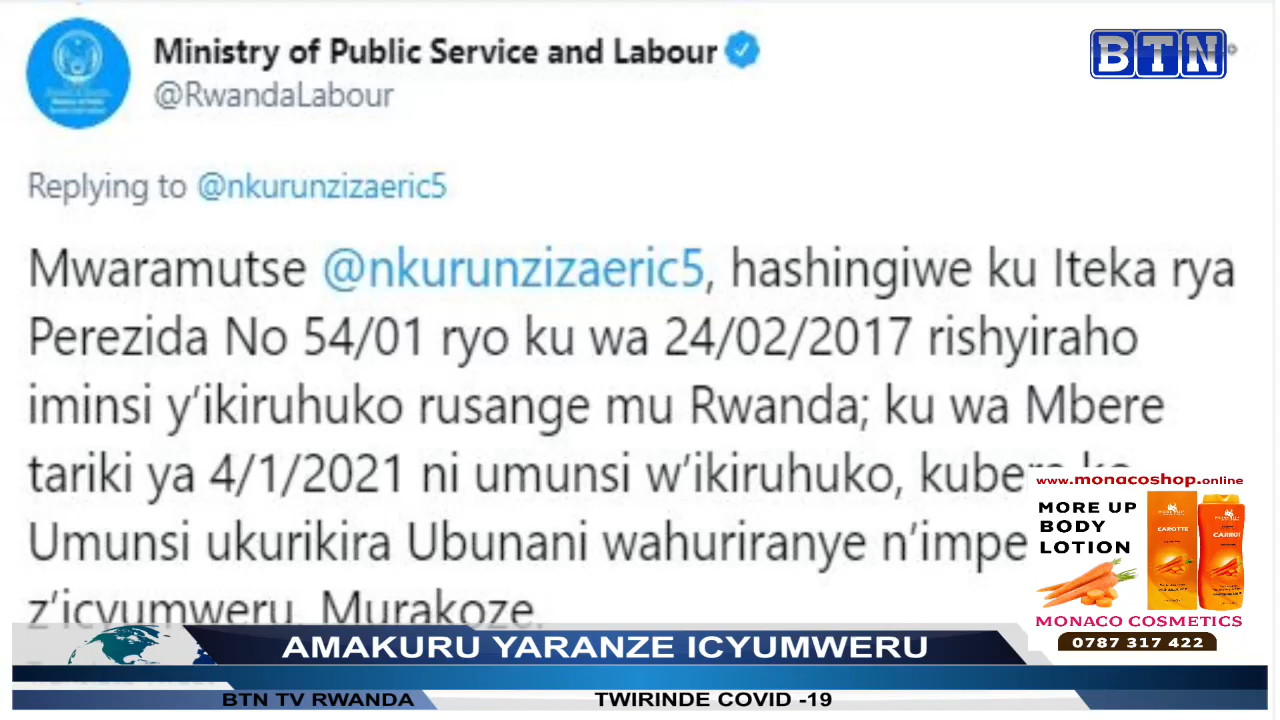 Ministry of Public Service and Labour
@RwandaLabour
BTN
Replying to @nkurunzizaeric5
Mwaramutse @nkurunzizaeric5, hashingiwe ku Iteka rya
Perezida No 54/01 ryo ku wa 24/02/2017 rishyiraho
iminsi y'ikiruhuko rusange mu Rwanda; ku wa Mbere
tariki ya 4/1/2021 ni umunsi w'ikiruhuko, kubera ko
Umunsi ukurikira Ubunani wahuriranye n'impe
z'icyumweru. Murakoze.
www.monacoshop.online
MORE UP
BODY
LOTION
CAROTTE
CARROT
MONACO COSMETICS
0787 317 422
AMAKURU YARANZE ICYUMWERU
BTN TV RWANDA
TWIRINDE COVID -19